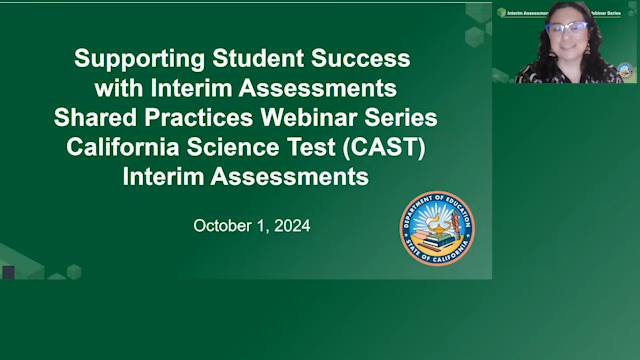 Supporting Student Success
with Interim Assessments
Shared Practices Webinar Series
California Science Test (CAST)
Interim Assessments
October 1, 2024
DEPARTMENT OF EDUCATION
STATE OF CALIFORNIA
Interim Assessment
Webinar Series